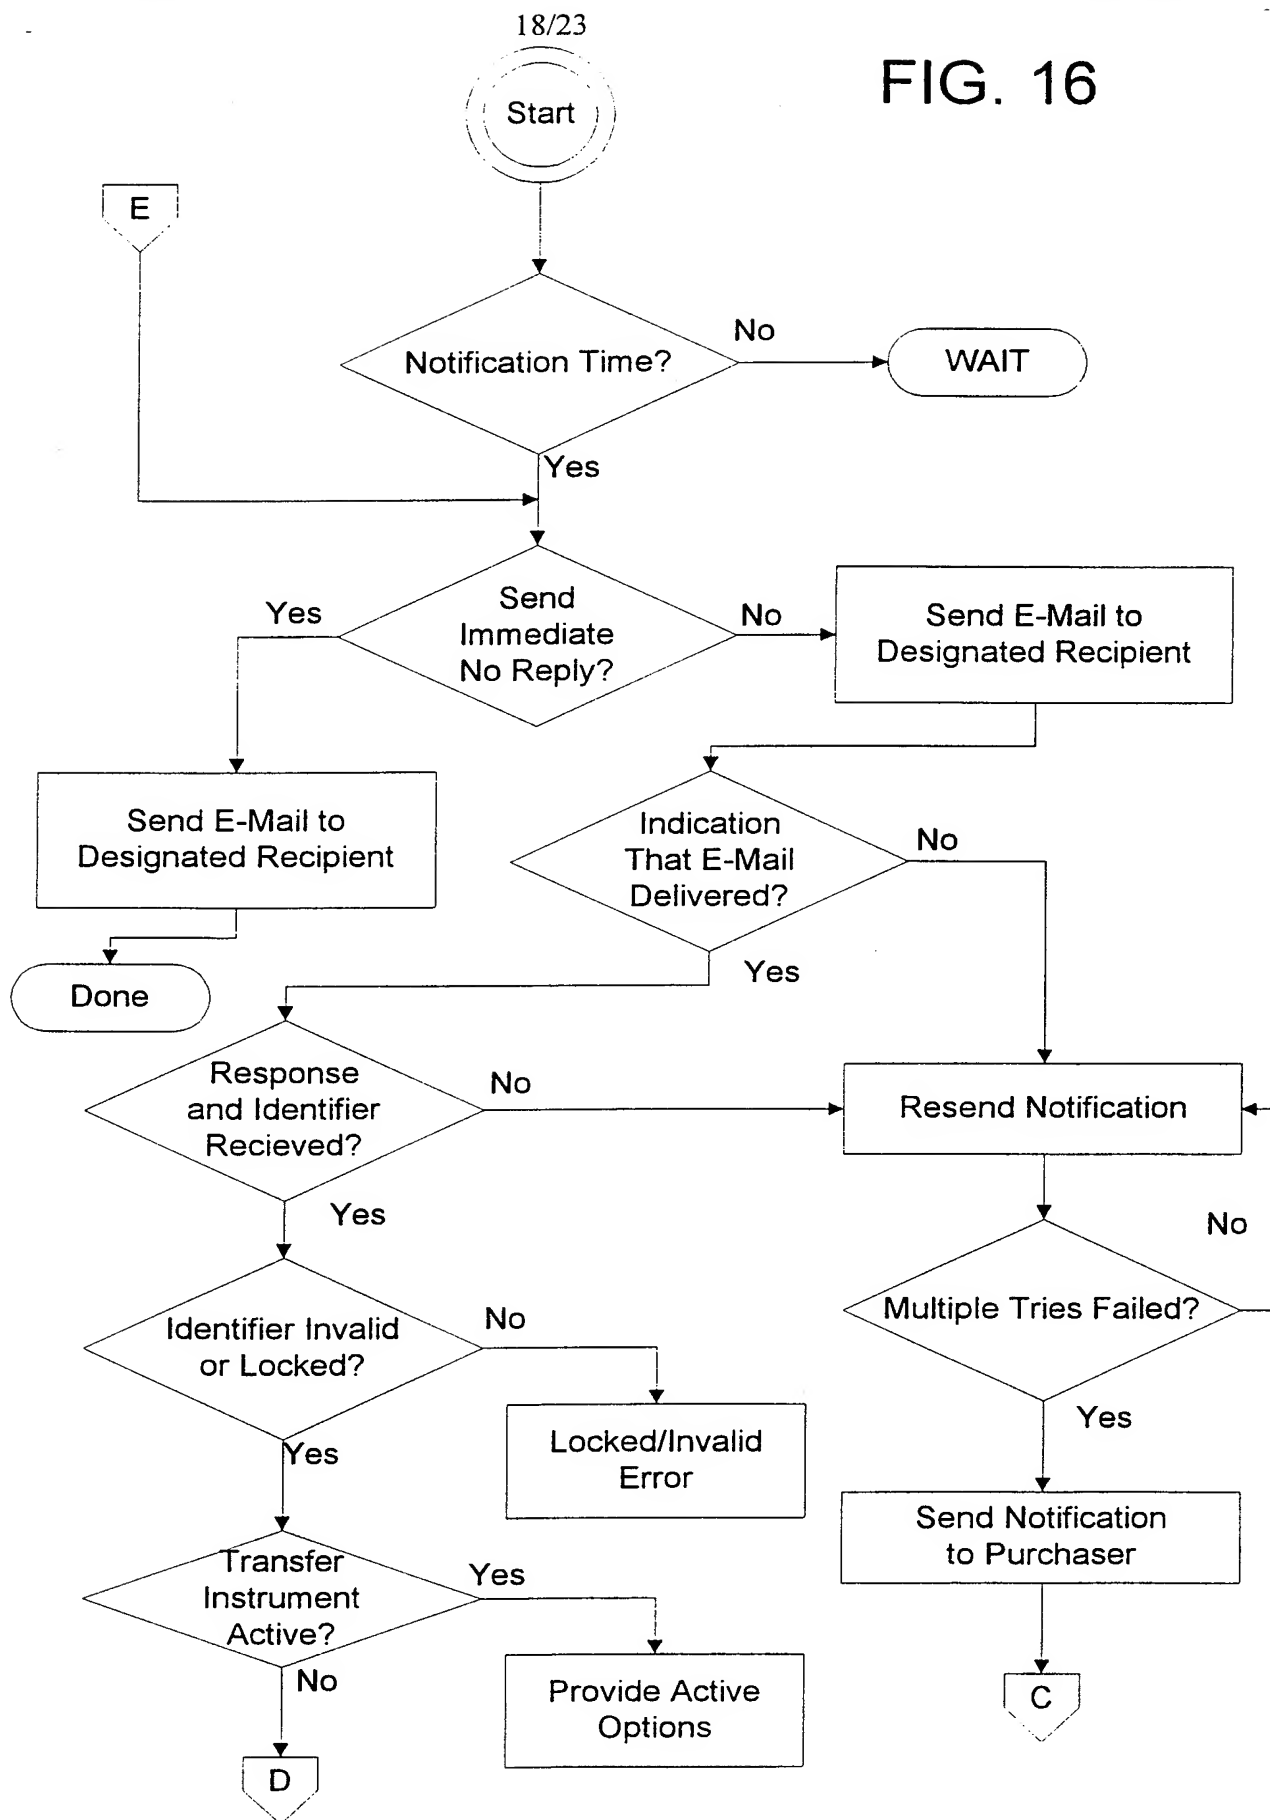 18/23
FIG. 16
Start
E
Notification Time?
No
WAIT
Yes
Send
Immediate
No Reply?
Yes
No
Send E-Mail to
Designated Recipient
Send E-Mail to
Designated Recipient
Done
Indication
That E-Mail
Delivered?
No
Yes
Response
and Identifier
Recieved?
No
Resend Notification
Yes
No
Multiple Tries Failed?
Identifier Invalid
or Locked?
No
Locked/Invalid
Error
Yes
Yes
Send Notification
to Purchaser
Transfer
Instrument
Active?
Yes
Provide Active
Options
No
C
D